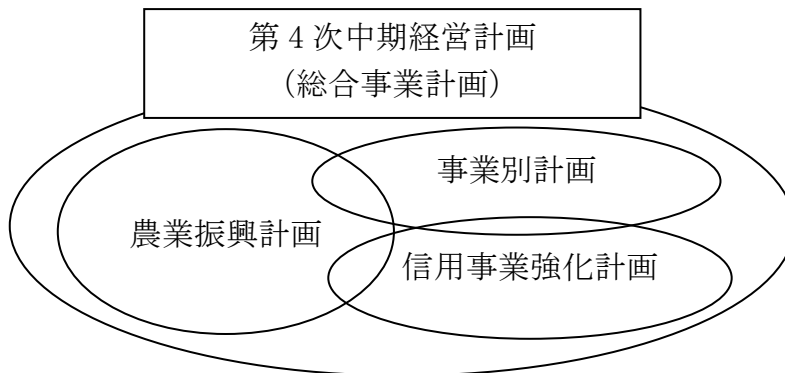 第4次中期経営計画
(総合事業計画)
事業別計画
農業振興計画
信用事業強化計画